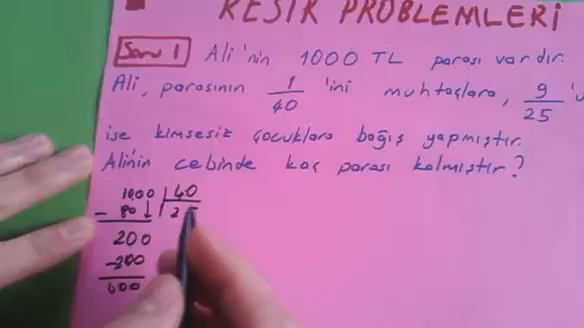 KESİR PROBLEMLERİ
Soru 1 Ali'nin 1000 TL parası vardır.
Ali, parasının 1/40 'ini muhtaçlara, 9/25
ise kimsesiz çocuklara bağış yapmıştır.
Ali'nin cebinde kaç parası kalmıştır?
1000 | 40
- 80 2
200
- 200